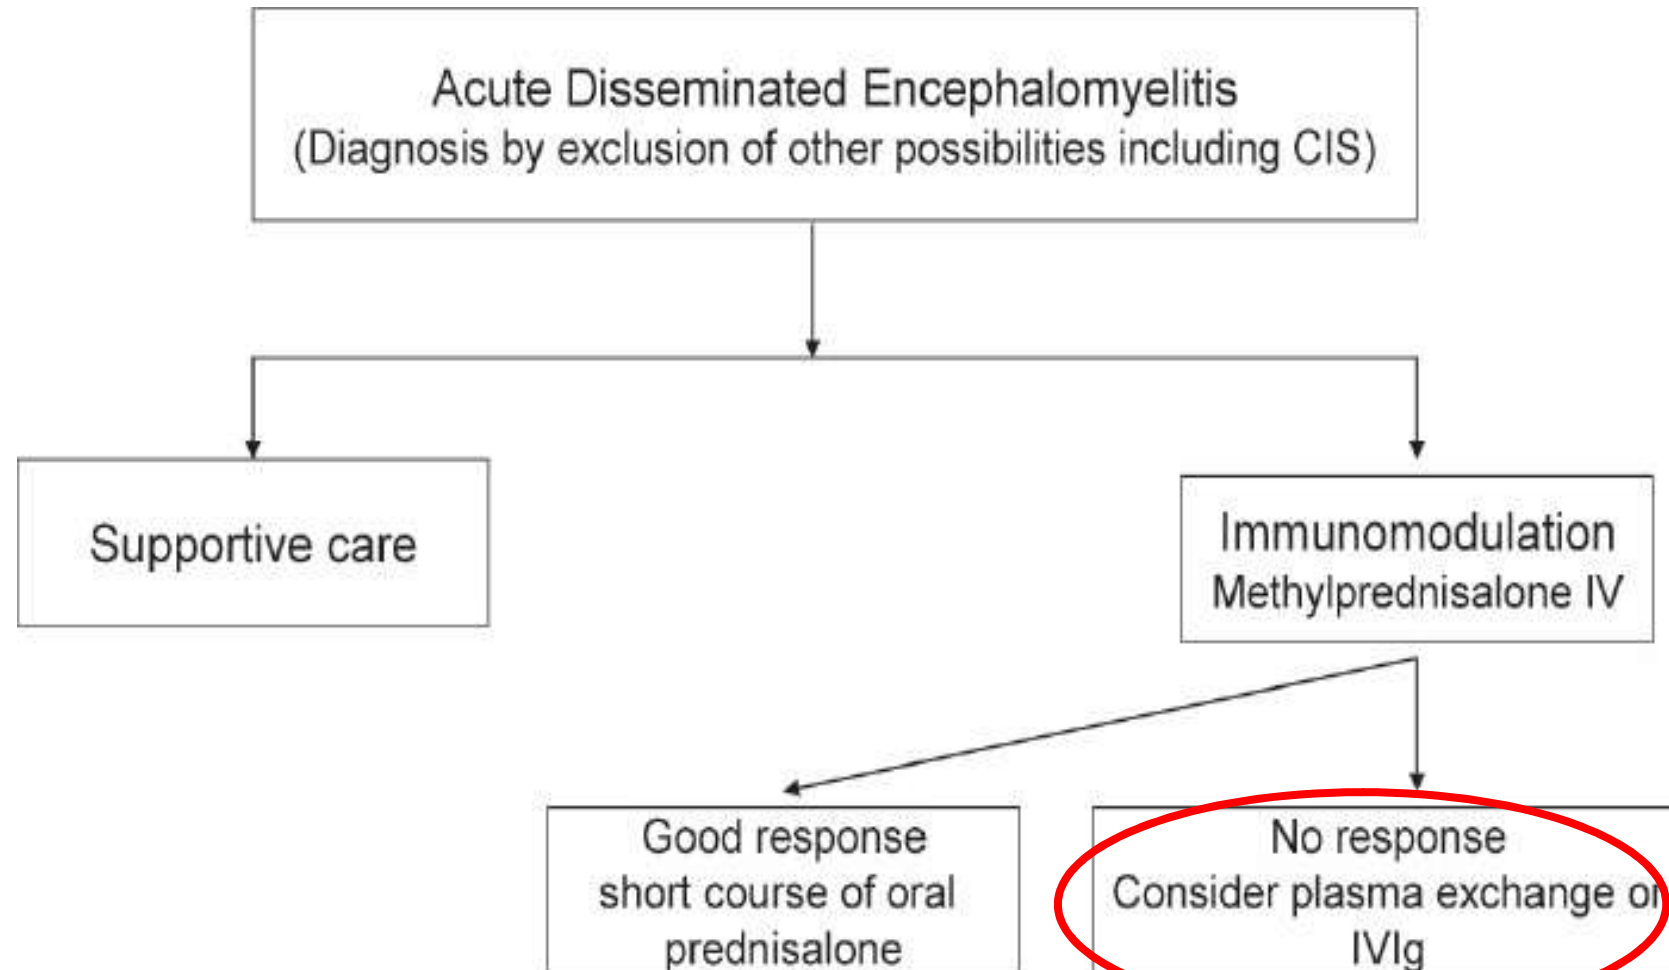 Acute Disseminated Encephalomyelitis
(Diagnosis by exclusion of other possibilities including CIS)
Supportive care
Immunomodulation
Methylprednisalone IV
Good response
short course of oral
prednisalone
No response
Consider plasma exchange or
IVIg